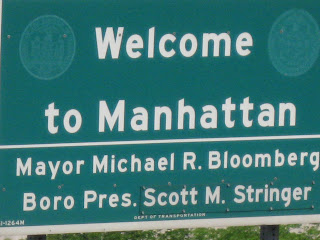 Welcome
to Manhattan
Mayor Michael R. Bloomberg
Boro Pres. Scott M. Stringer
DEPT OF TRANSPORTATION